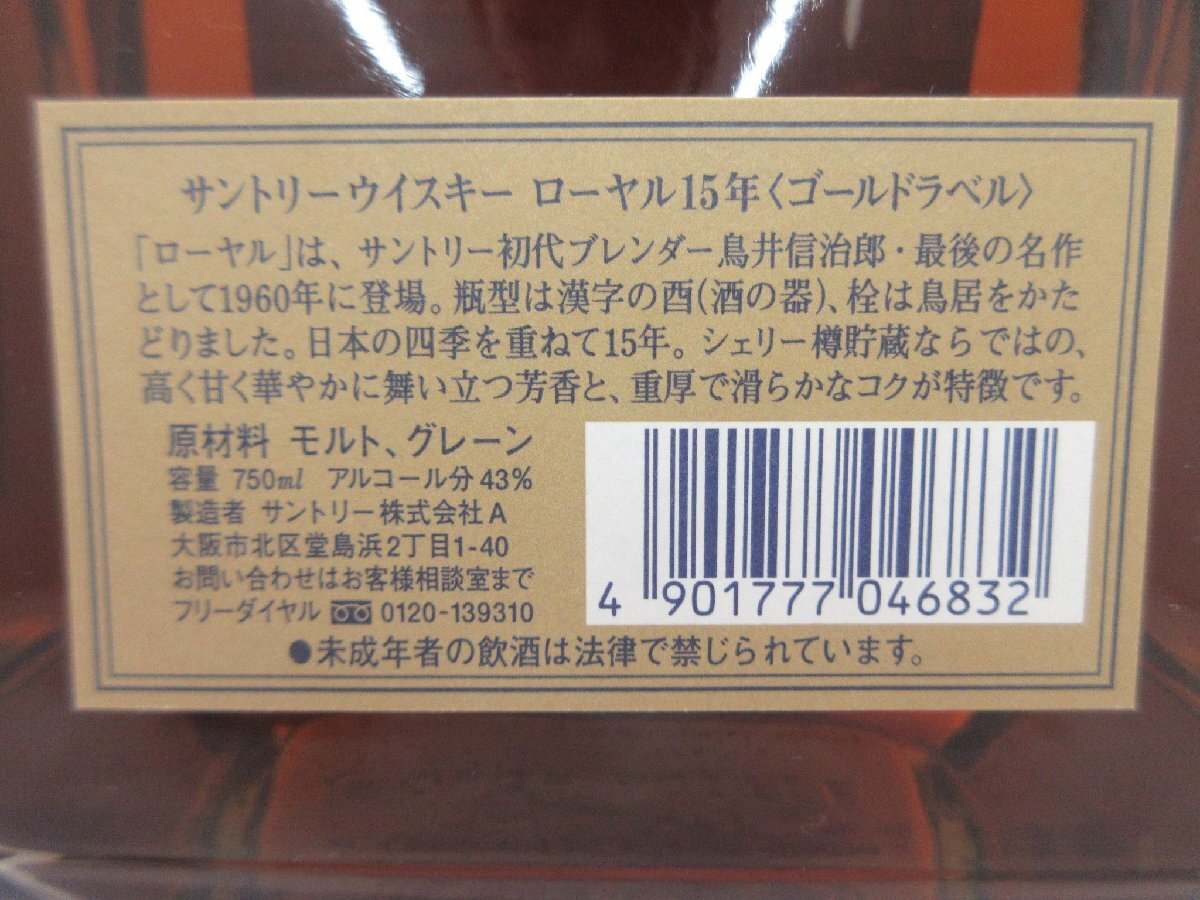 サントリーウイスキー ローヤル15年〈ゴールドラベル〉
「ローヤル」は、サントリー初代ブレンダー鳥井信治郎・最後の名作
として1960年に登場。瓶型は漢字の酉(酒の器)、栓は鳥居をかた
どりました。日本の四季を重ねて15年。シェリー樽貯蔵ならではの、
高く甘く華やかに舞い立つ芳香と、重厚で滑らかなコクが特徴です。
原材料 モルト、グレーン
容量 750ml アルコール分43%
製造者 サントリー株式会社A
大阪市北区堂島浜2丁目1-40
お問い合わせはお客様相談室まで
フリーダイヤル 0120-139310
4 901777 046832
●未成年者の飲酒は法律で禁じられています。